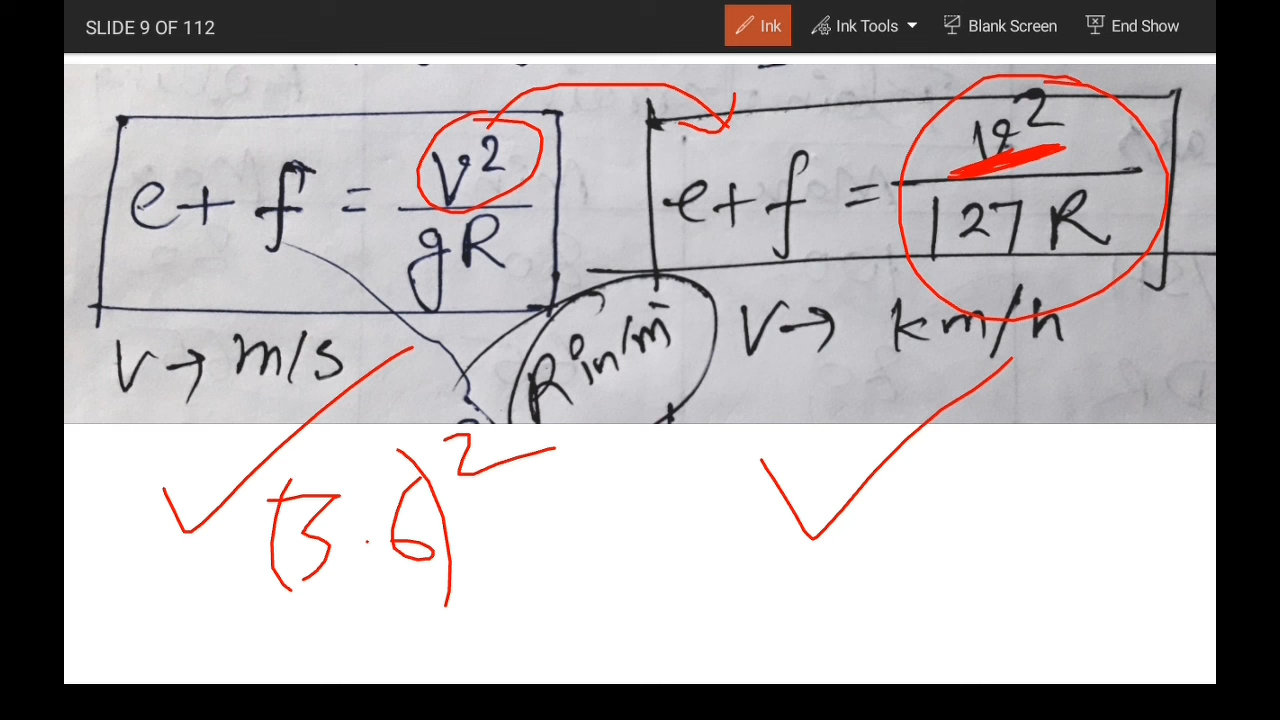 SLIDE 9 OF 112
Ink
Ink Tools
Blank Screen
End Show
e + f = V² / gR
e + f = V² / 127 R
V → m/s
R in m
V → km/h
(3.6)²